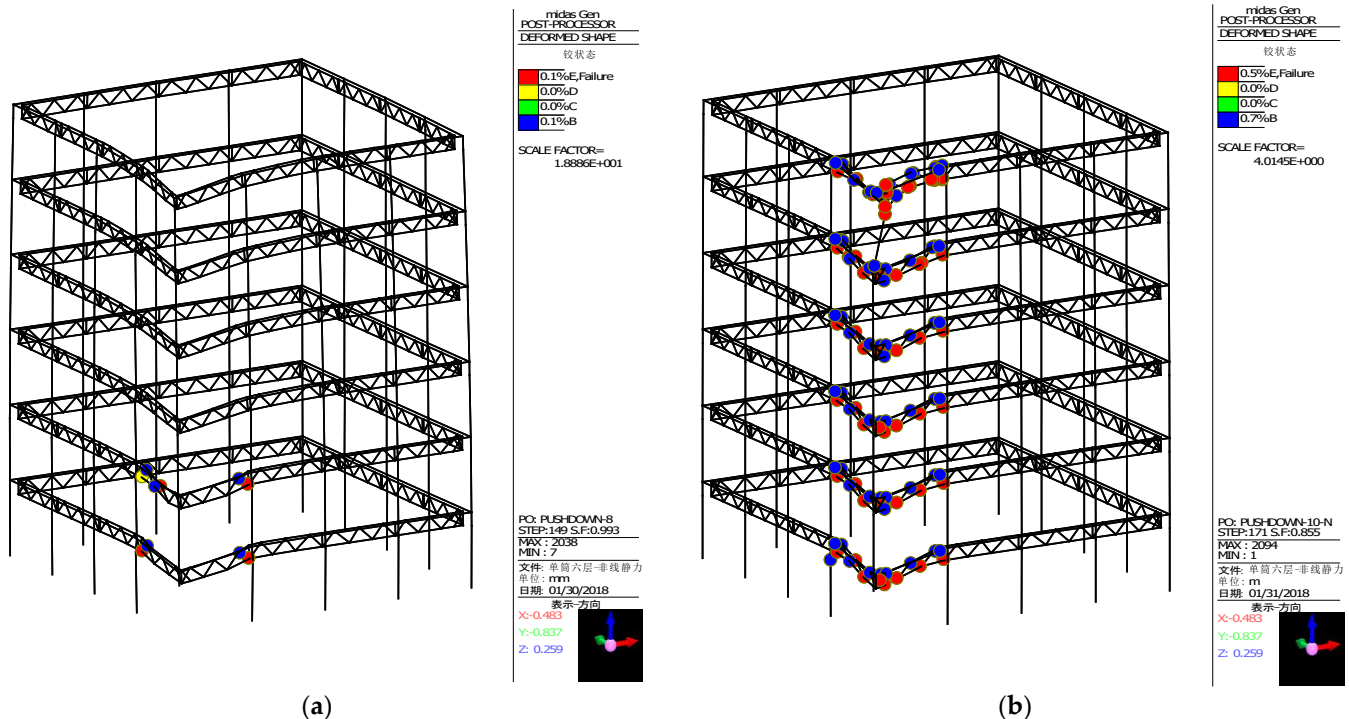 midas Gen
POST-PROCESSOR
DEFORMED SHAPE
铰状态
0.1%E,Failure
0.0%D
0.0%C
0.1%B
SCALE FACTOR=
1.8886E+001
PO: PUSHDOWN-8
STEP:149 S.F:0.993
MAX : 2038
MIN : 7
文件: 单筒六层-非线静力
单位: mm
日期: 01/30/2018
表示-方向
X:-0.483
Y:-0.837
Z: 0.259
(a)
midas Gen
POST-PROCESSOR
DEFORMED SHAPE
铰状态
0.5%E,Failure
0.0%D
0.0%C
0.7%B
SCALE FACTOR=
4.0145E+000
PO: PUSHDOWN-10-N
STEP:171 S.F:0.855
MAX : 2094
MIN : 1
文件: 单筒六层-非线静力
单位: m
日期: 01/31/2018
表示-方向
X:-0.483
Y:-0.837
Z: 0.259
(b)